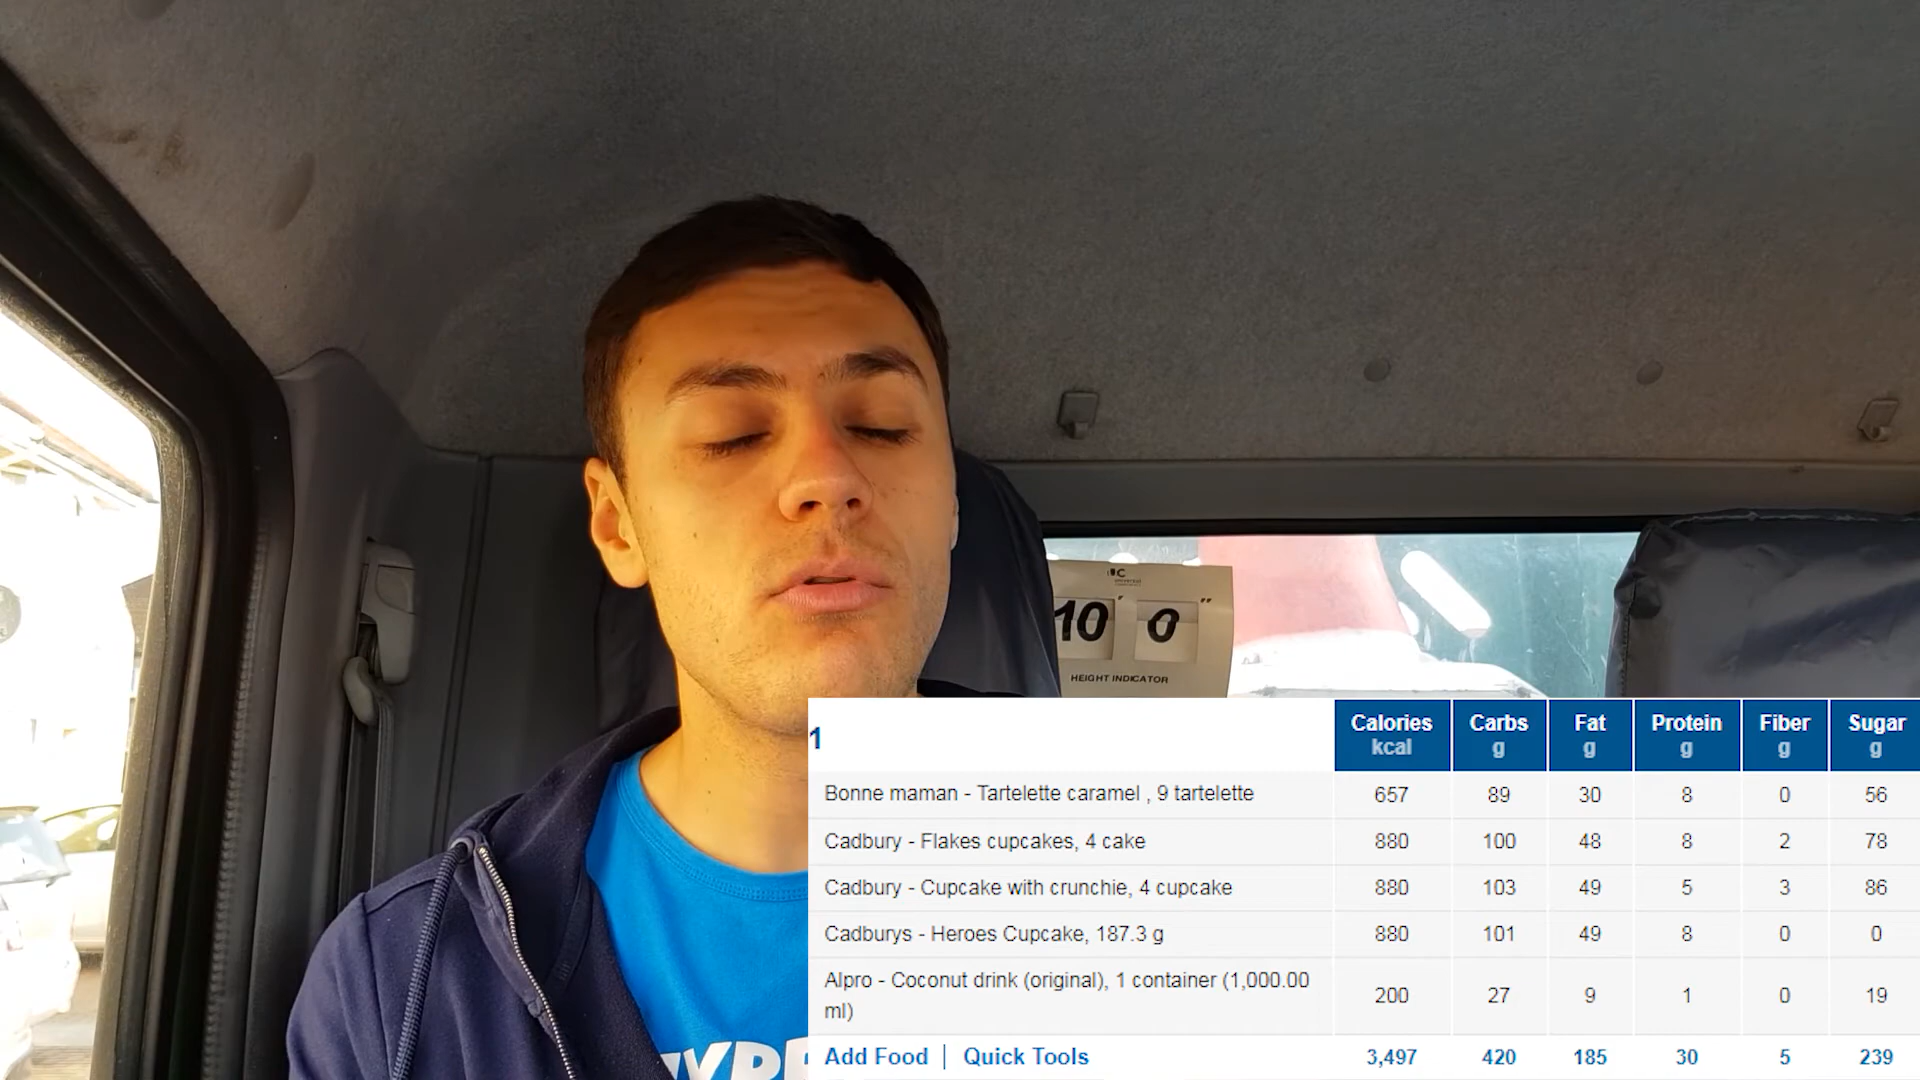 10' 0"
HEIGHT INDICATOR
1 Calories kcal Carbs g Fat g Protein g Fiber g Sugar g
Bonne maman - Tartelette caramel , 9 tartelette 657 89 30 8 0 56
Cadbury - Flakes cupcakes, 4 cake 880 100 48 8 2 78
Cadbury - Cupcake with crunchie, 4 cupcake 880 103 49 5 3 86
Cadburys - Heroes Cupcake, 187.3 g 880 101 49 8 0 0
Alpro - Coconut drink (original), 1 container (1,000.00
ml) 200 27 9 1 0 19
Add Food | Quick Tools 3,497 420 185 30 5 239